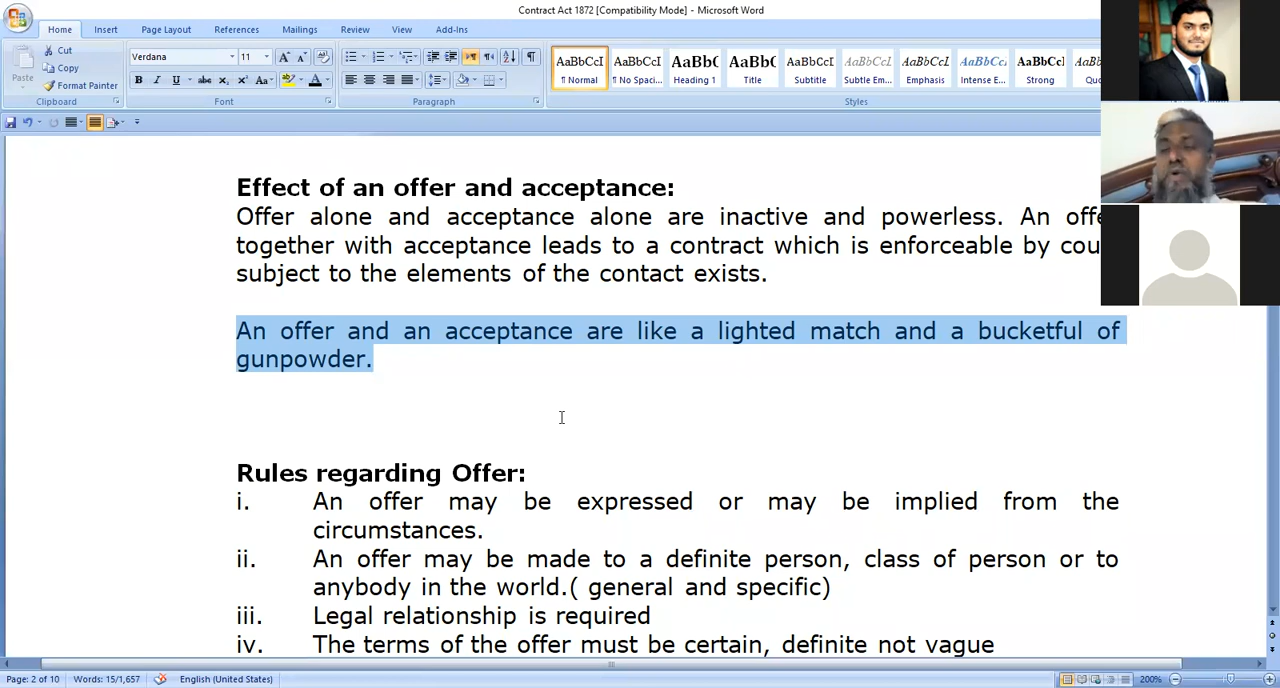 Contract Act 1872 [Compatibility Mode] - Microsoft Word
Home Insert Page Layout References Mailings Review View Add-Ins
Paste Cut Copy Format Painter
Verdana 11
AaBbCcI AaBbCcI AaBbC AaBbC AaBbCcI AaBbCcL AaBbCcL AaBbCcL AaBbCcI
¶ Normal ¶ No Spaci... Heading 1 Title Subtitle Subtle Em... Emphasis Intense E... Strong
Clipboard Font Paragraph Styles
Effect of an offer and acceptance:
Offer alone and acceptance alone are inactive and powerless. An offe
together with acceptance leads to a contract which is enforceable by cou
subject to the elements of the contact exists.
An offer and an acceptance are like a lighted match and a bucketful of
gunpowder.
Rules regarding Offer:
i. An offer may be expressed or may be implied from the
circumstances.
ii. An offer may be made to a definite person, class of person or to
anybody in the world.( general and specific)
iii. Legal relationship is required
iv. The terms of the offer must be certain, definite not vague
Page: 2 of 10 Words: 15/1,657 English (United States) 200%